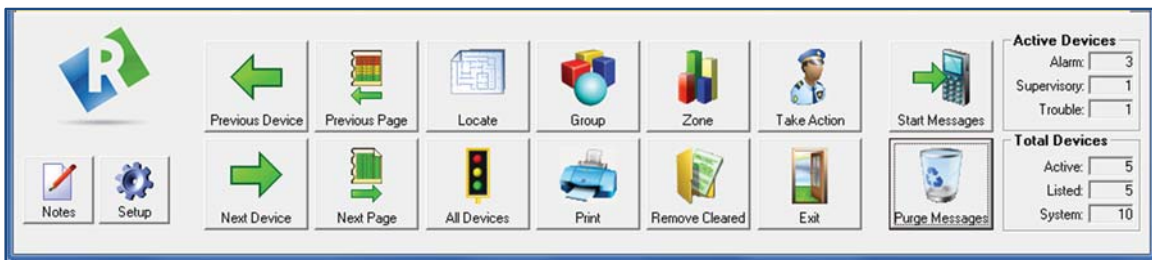 R
Previous Device
Previous Page
Locate
Group
Zone
Take Action
Start Messages
Active Devices
Alarm: 3
Supervisory: 1
Trouble: 1
Notes
Setup
Next Device
Next Page
All Devices
Print
Remove Cleared
Exit
Purge Messages
Total Devices
Active: 5
Listed: 5
System: 10